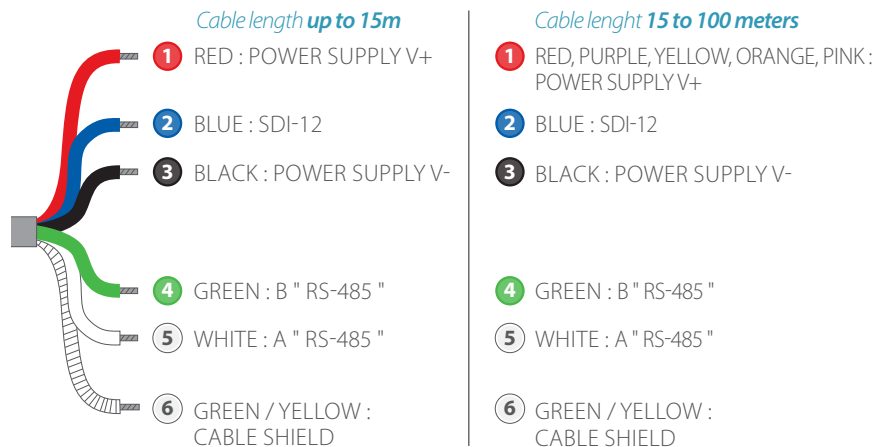 Cable length up to 15m
1 RED : POWER SUPPLY V+
2 BLUE : SDI-12
3 BLACK : POWER SUPPLY V-
4 GREEN : B " RS-485 "
5 WHITE : A " RS-485 "
6 GREEN / YELLOW :
CABLE SHIELD
Cable lenght 15 to 100 meters
1 RED, PURPLE, YELLOW, ORANGE, PINK :
POWER SUPPLY V+
2 BLUE : SDI-12
3 BLACK : POWER SUPPLY V-
4 GREEN : B " RS-485 "
5 WHITE : A " RS-485 "
6 GREEN / YELLOW :
CABLE SHIELD